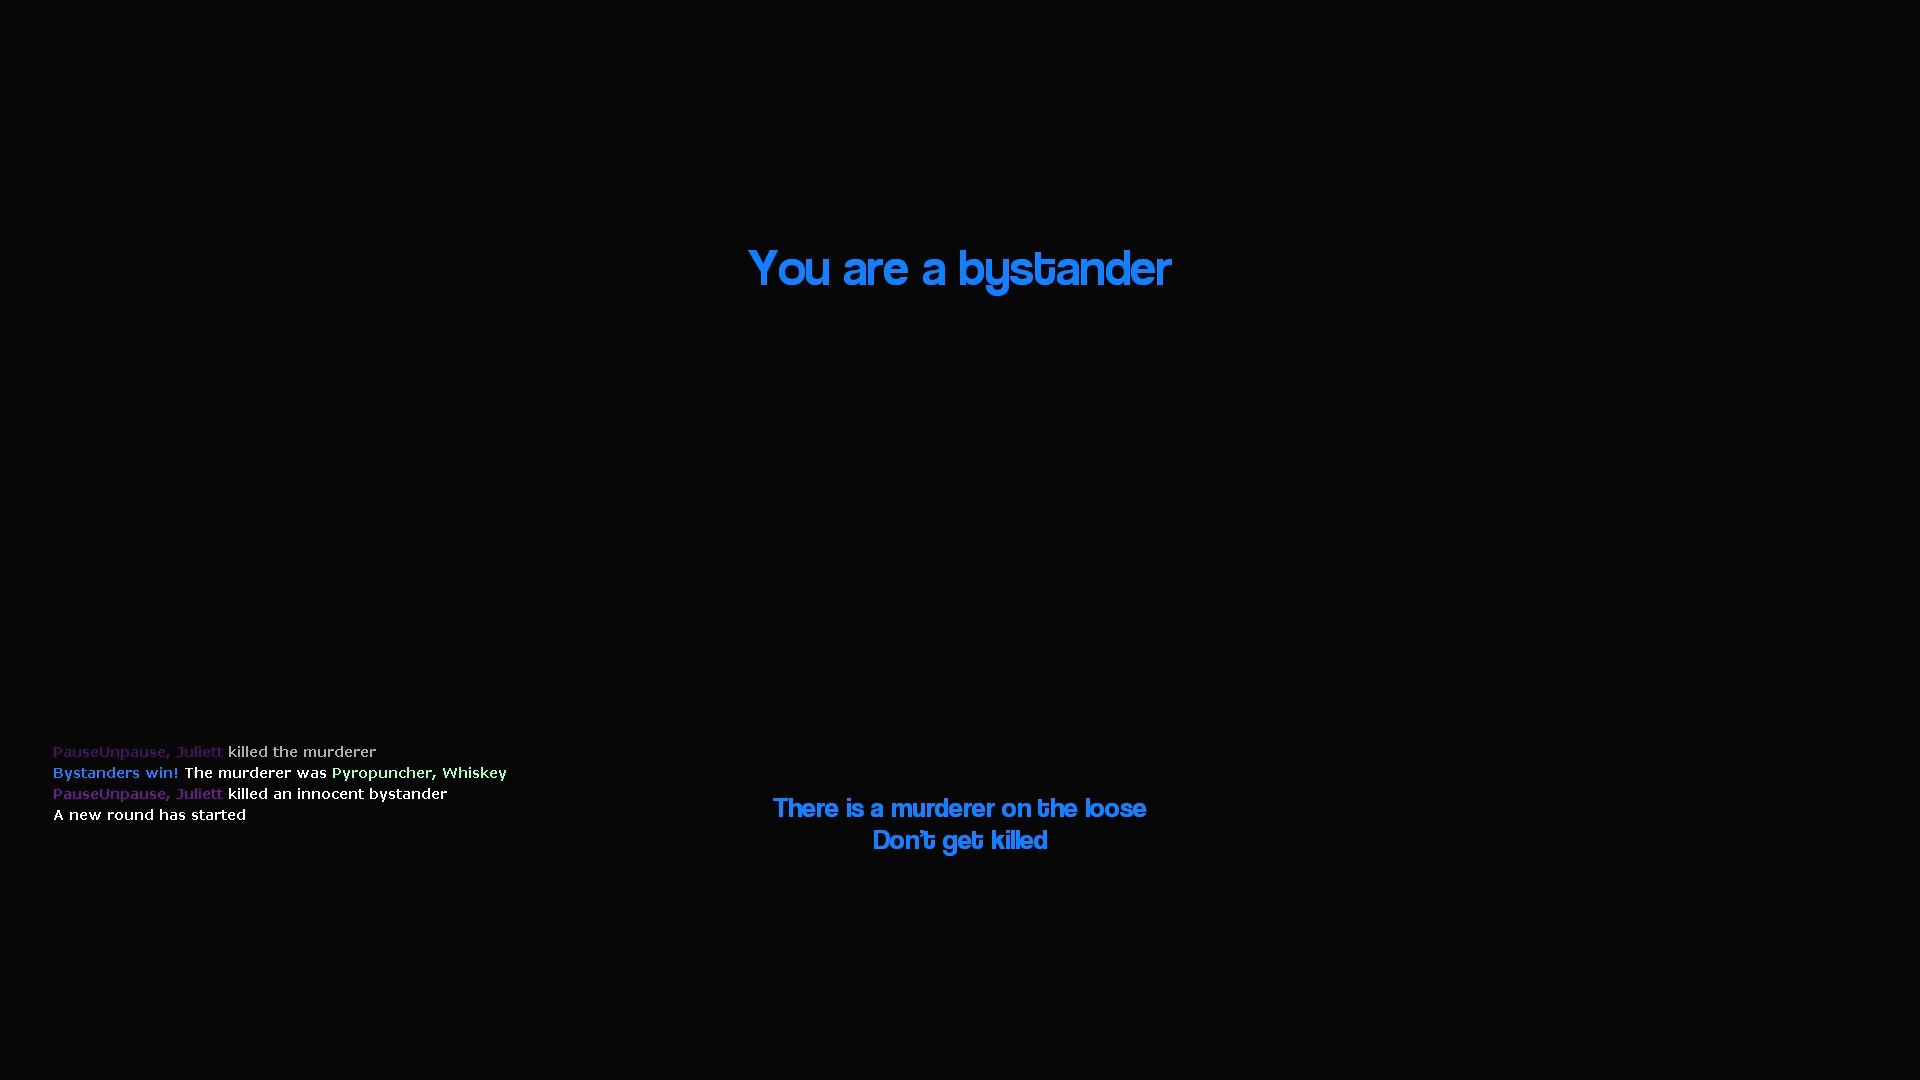 You are a bystander
PauseUnpause, Juliett killed the murderer
Bystanders win! The murderer was Pyropuncher, Whiskey
PauseUnpause, Juliett killed an innocent bystander
A new round has started
There is a murderer on the loose
Don't get killed